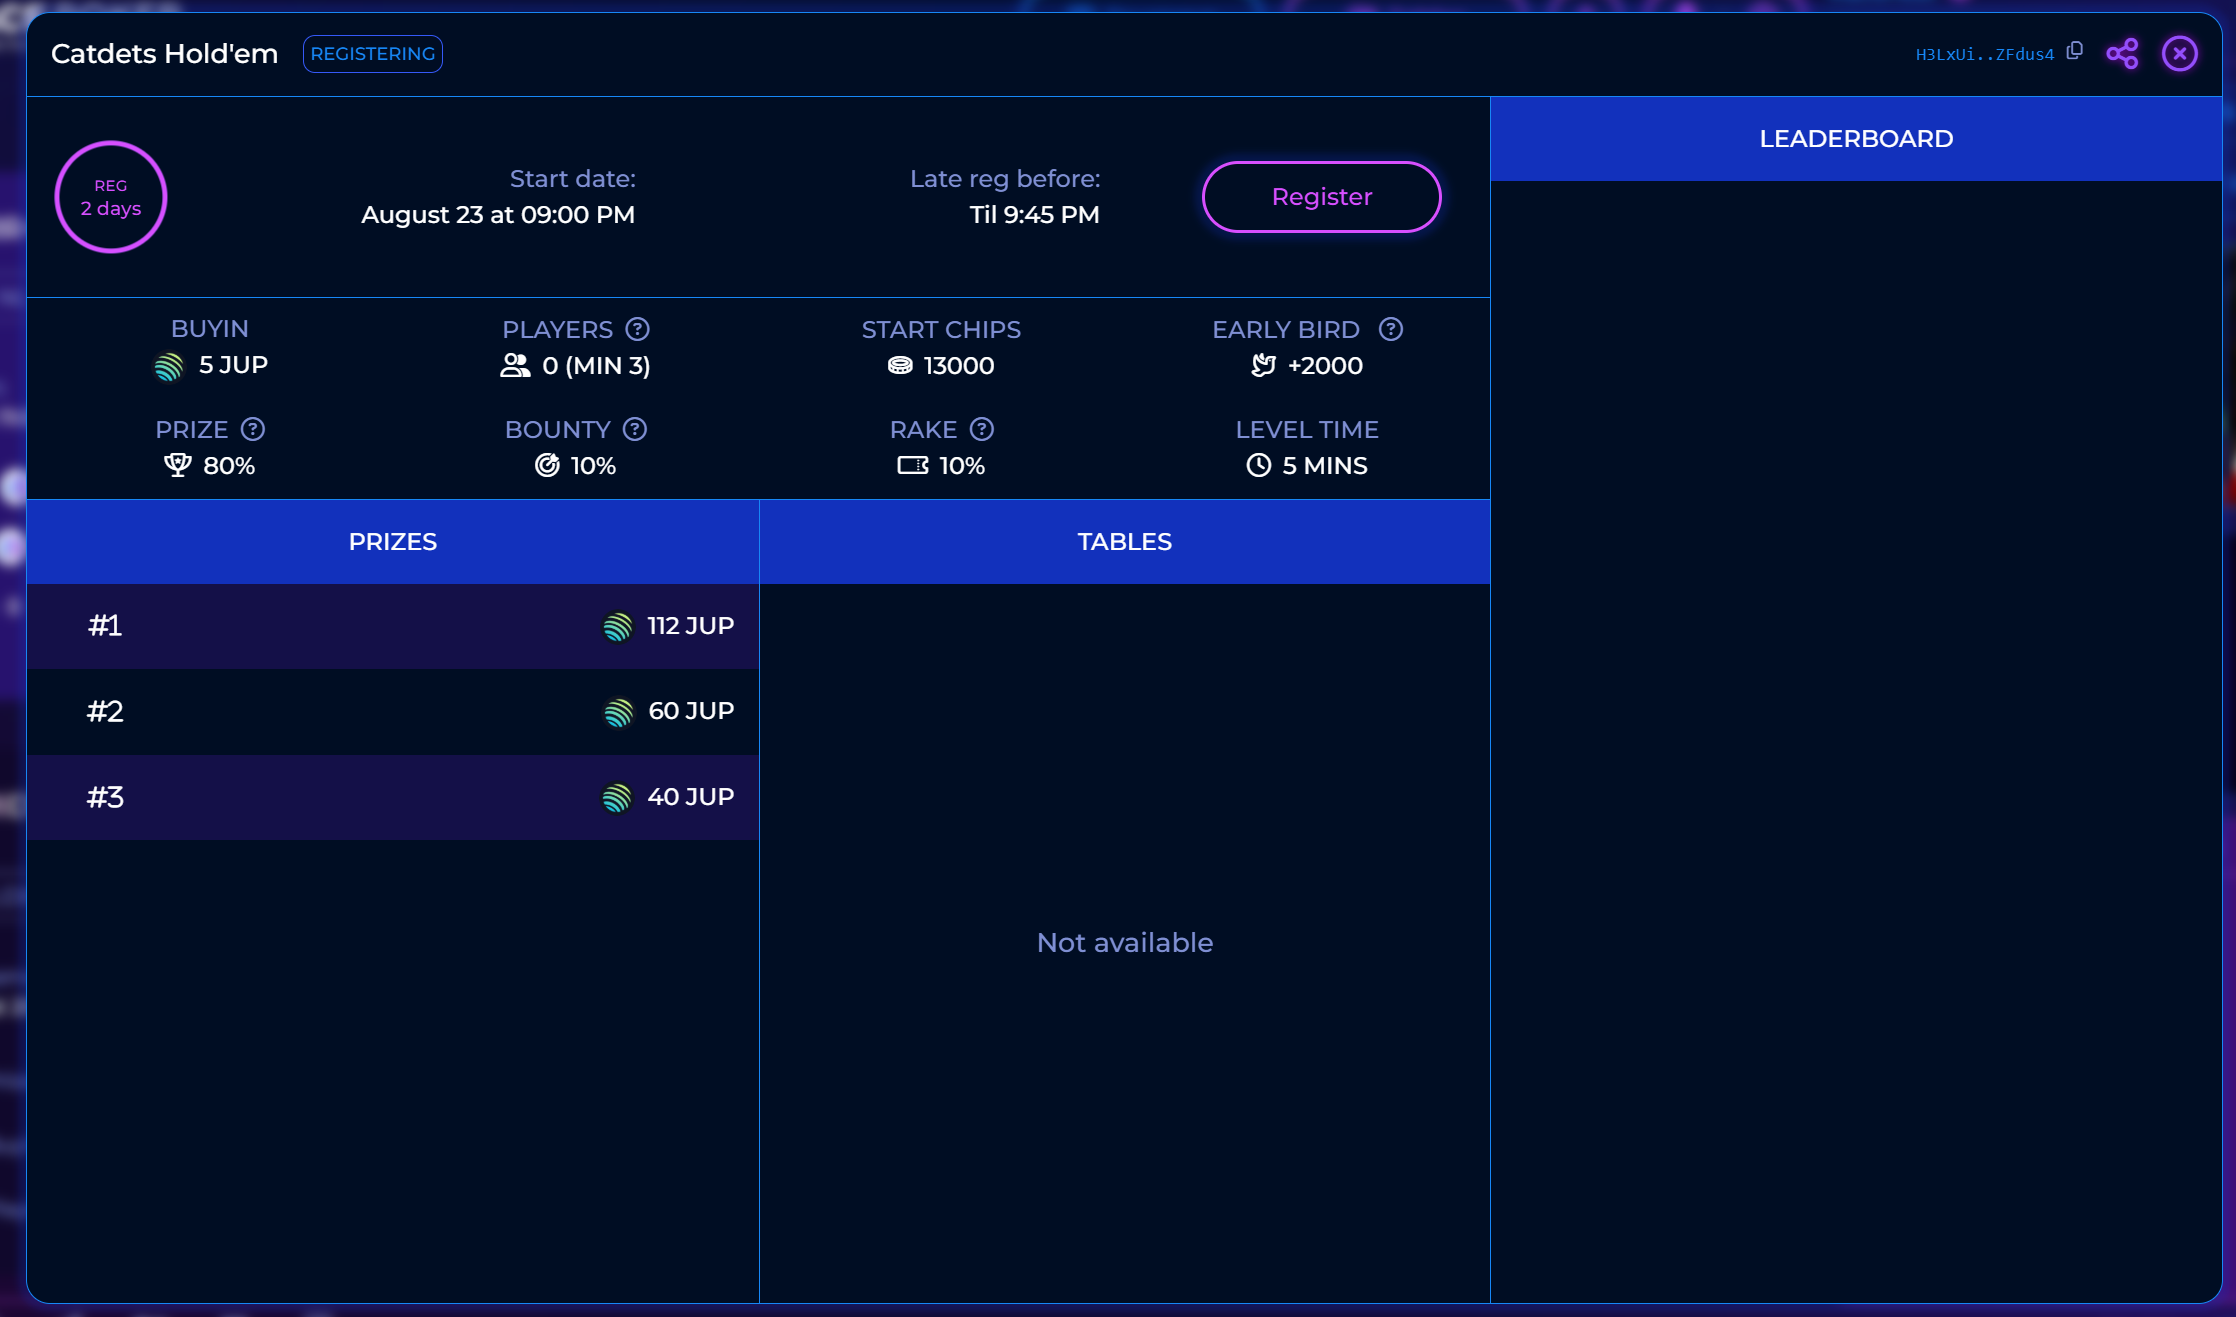 Catdets Hold'em
REGISTERING
H3LxUi..ZFdus4
REG
2 days
Start date:
August 23 at 09:00 PM
Late reg before:
Til 9:45 PM
Register
BUYIN
5 JUP
PLAYERS
0 (MIN 3)
START CHIPS
13000
EARLY BIRD
+2000
PRIZE
80%
BOUNTY
10%
RAKE
10%
LEVEL TIME
5 MINS
PRIZES
#1 112 JUP
#2 60 JUP
#3 40 JUP
TABLES
Not available
LEADERBOARD